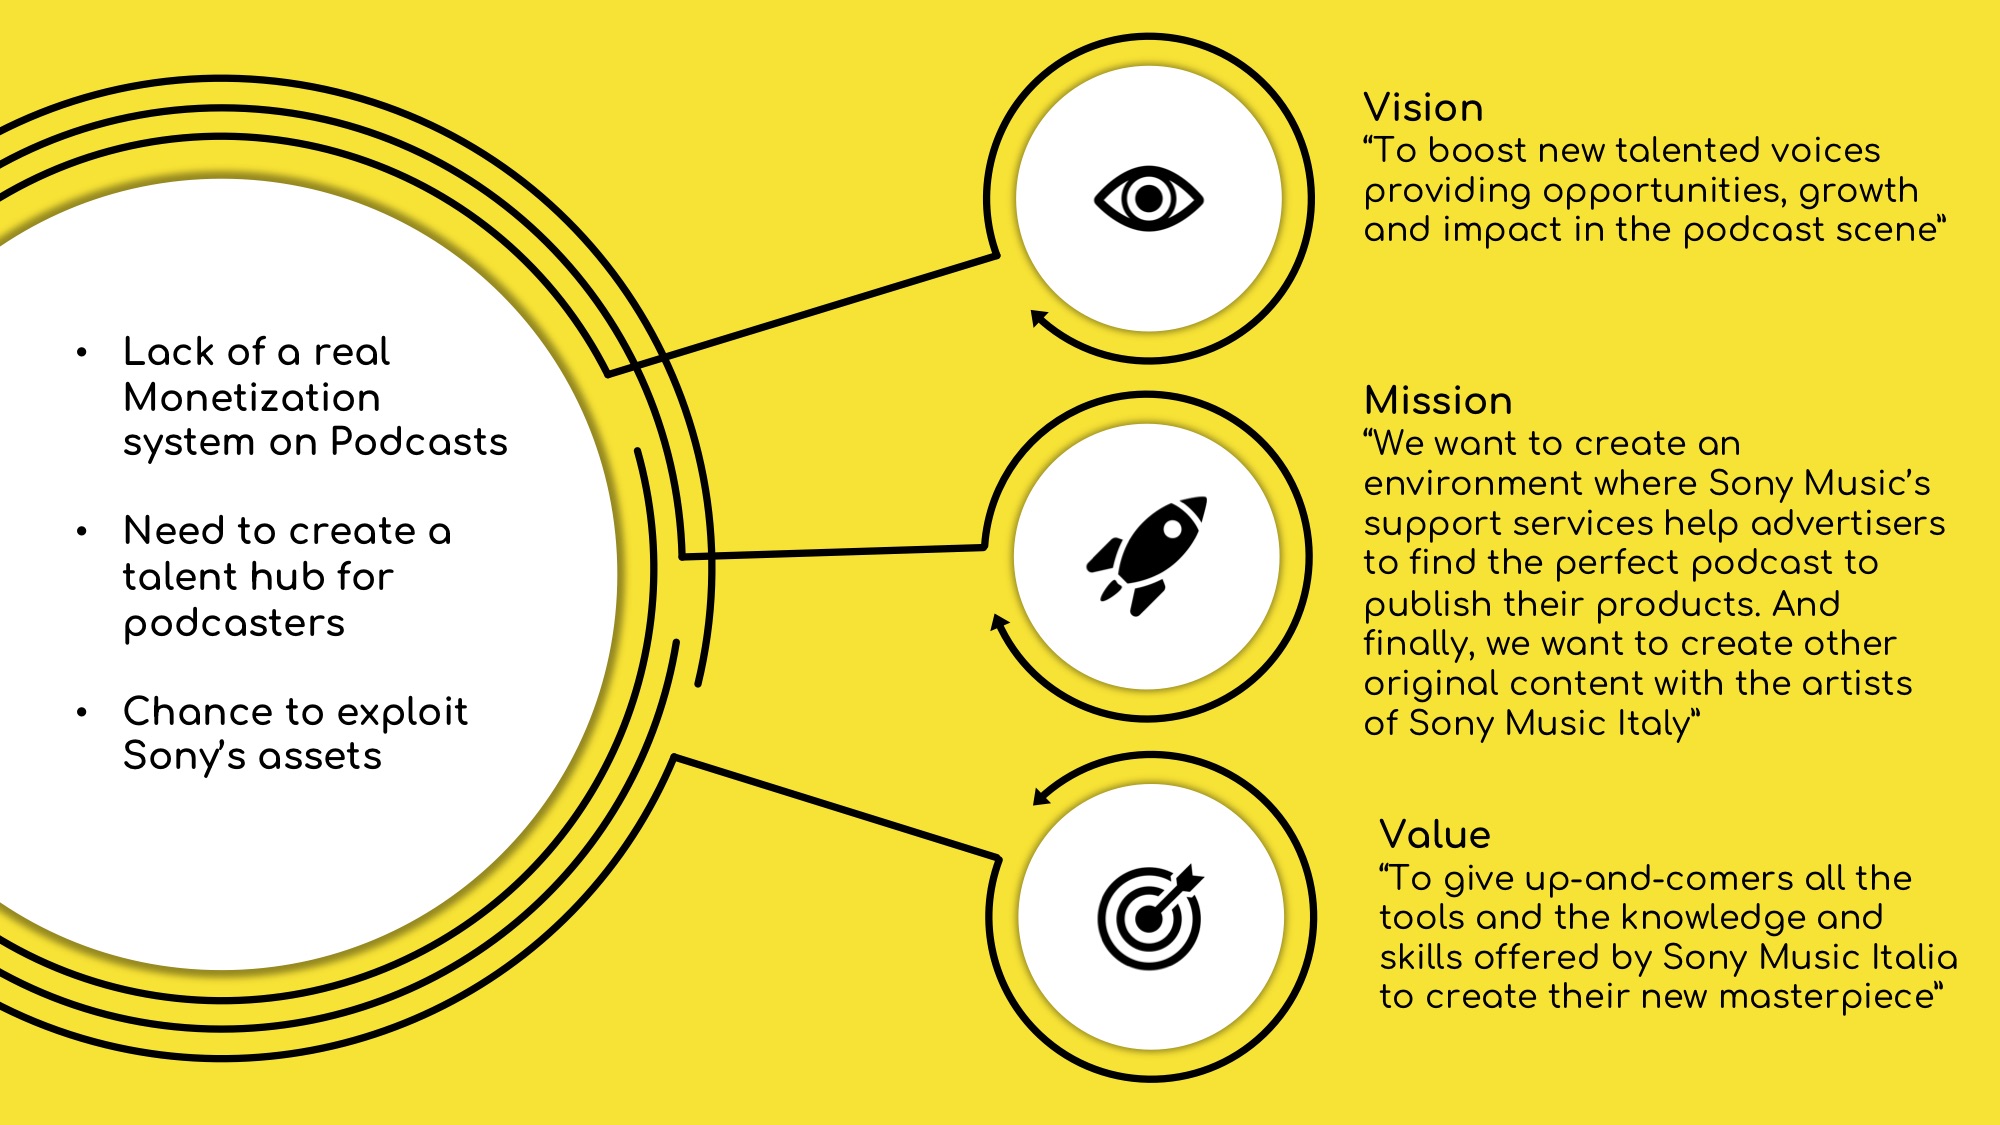 • Lack of a real
Monetization
system on Podcasts
• Need to create a
talent hub for
podcasters
• Chance to exploit
Sony’s assets
Vision
“To boost new talented voices
providing opportunities, growth
and impact in the podcast scene”
Mission
“We want to create an
environment where Sony Music’s
support services help advertisers
to find the perfect podcast to
publish their products. And
finally, we want to create other
original content with the artists
of Sony Music Italy”
Value
“To give up-and-comers all the
tools and the knowledge and
skills offered by Sony Music Italia
to create their new masterpiece”